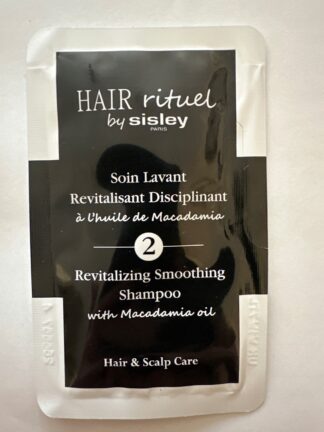 HAIR rituel
by sisley
PARIS
Soin Lavant
Revitalisant Disciplinant
à l'huile de Macadamia
2
Revitalizing Smoothing
Shampoo
with Macadamia oil
Hair & Scalp Care